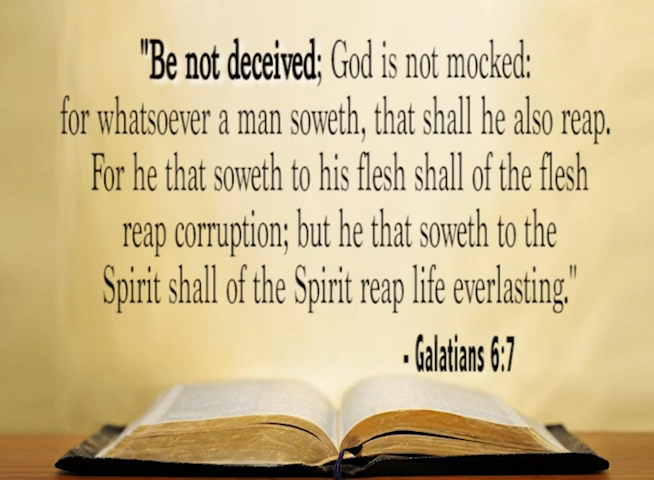 "Be not deceived; God is not mocked:
for whatsoever a man soweth, that shall he also reap.
For he that soweth to his flesh shall of the flesh
reap corruption; but he that soweth to the
Spirit shall of the Spirit reap life everlasting."
- Galatians 6:7